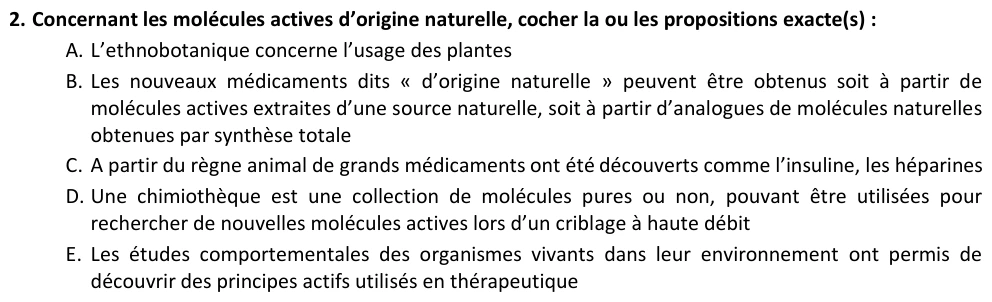 2. Concernant les molécules actives d’origine naturelle, cocher la ou les propositions exacte(s) :
A. L’ethnobotanique concerne l’usage des plantes
B. Les nouveaux médicaments dits « d’origine naturelle » peuvent être obtenus soit à partir de
molécules actives extraites d’une source naturelle, soit à partir d’analogues de molécules naturelles
obtenues par synthèse totale
C. A partir du règne animal de grands médicaments ont été découverts comme l’insuline, les héparines
D. Une chimiothèque est une collection de molécules pures ou non, pouvant être utilisées pour
rechercher de nouvelles molécules actives lors d’un criblage à haute débit
E. Les études comportementales des organismes vivants dans leur environnement ont permis de
découvrir des principes actifs utilisés en thérapeutique